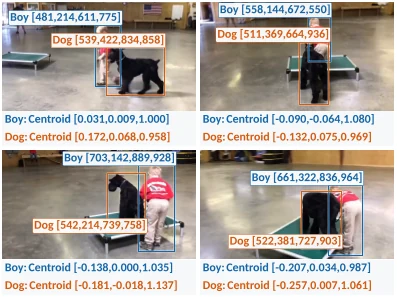 Boy [481,214,611,775]
Dog [539,422,834,858]
Boy: Centroid [0.031,0.009,1.000]
Dog: Centroid [0.172,0.068,0.958]
Boy [558,144,672,550]
Dog [511,369,664,936]
Boy: Centroid [-0.090,-0.064,1.080]
Dog: Centroid [-0.132,0.075,0.969]
Boy [703,142,889,928]
Dog [542,214,739,758]
Boy: Centroid [-0.138,0.000,1.035]
Dog: Centroid [-0.181,-0.018,1.137]
Boy [661,322,836,964]
Dog [522,381,727,903]
Boy: Centroid [-0.207,0.034,0.987]
Dog: Centroid [-0.257,0.007,1.061]